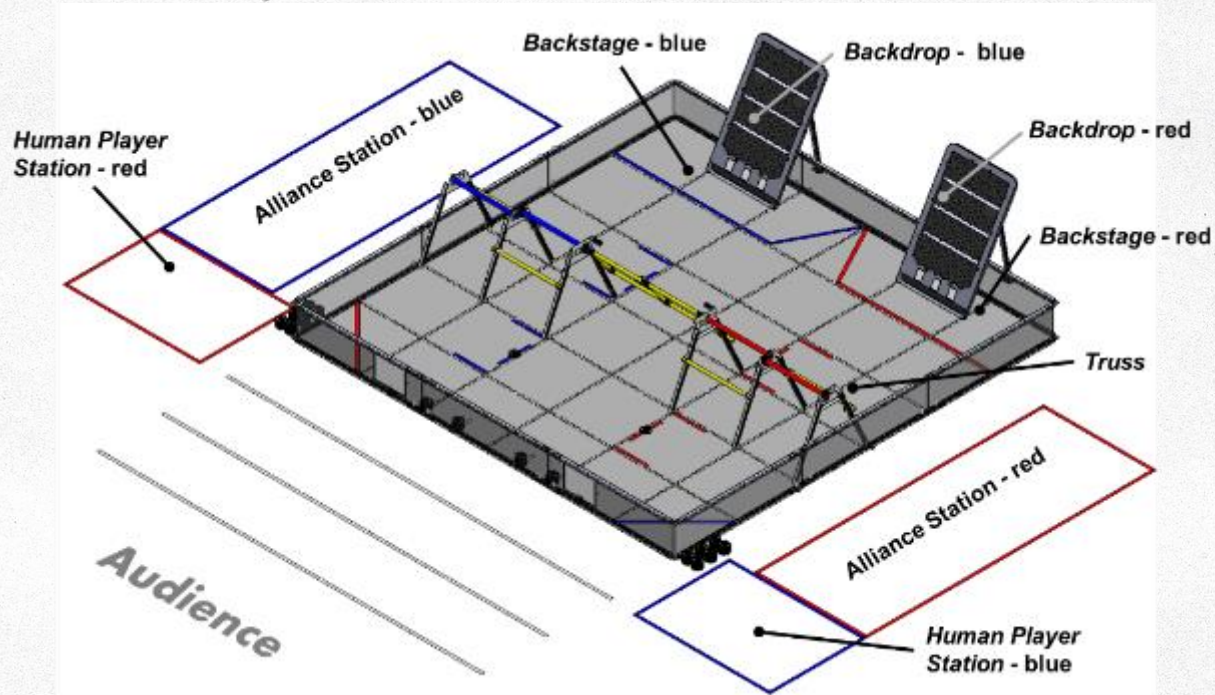 Backstage - blue
Backdrop - blue
Alliance Station - blue
Human Player
Station - red
Backdrop - red
Backstage - red
Truss
Alliance Station - red
Audience
Human Player
Station - blue